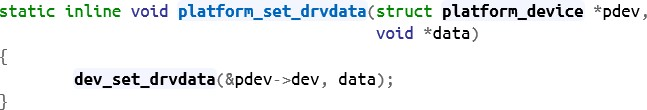 static inline void platform_set_drvdata(struct platform_device *pdev,
                                        void *data)
{
        dev_set_drvdata(&pdev->dev, data);
}